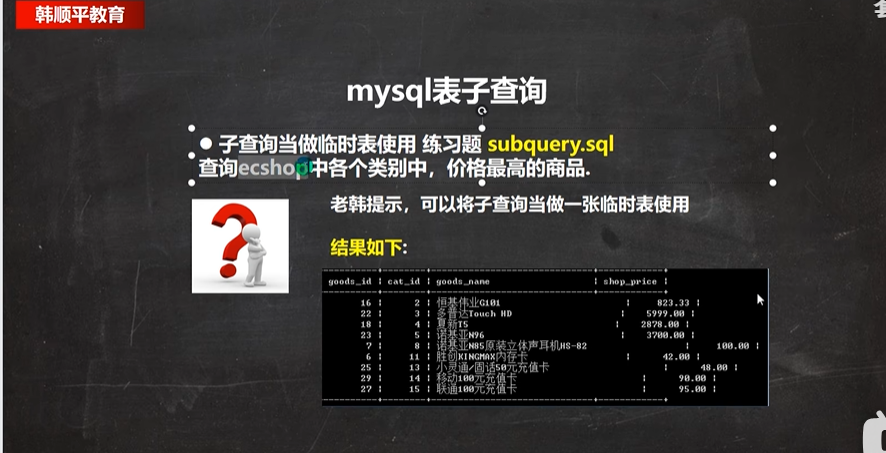 韩顺平教育
mysql表子查询
● 子查询当做临时表使用 练习题 subquery.sql
查询ecshop中各个类别中，价格最高的商品.
老韩提示，可以将子查询当做一张临时表使用
结果如下:
goods_id | cat_id | goods_name | shop_price |
16 | 2 | 恒基伟业G101 | 823.33 |
22 | 3 | 多普达Touch HD | 5999.00 |
18 | 4 | 夏新T5 | 2878.00 |
23 | 5 | 诺基亚N96 | 3700.00 |
7 | 8 | 诺基亚N85原装立体声耳机HS-82 | 100.00 |
6 | 11 | 胜创KINGMAX内存卡 | 42.00 |
25 | 13 | 小灵通/固话50元充值卡 | 48.00 |
29 | 14 | 移动100元充值卡 | 90.00 |
27 | 15 | 联通100元充值卡 | 95.00 |